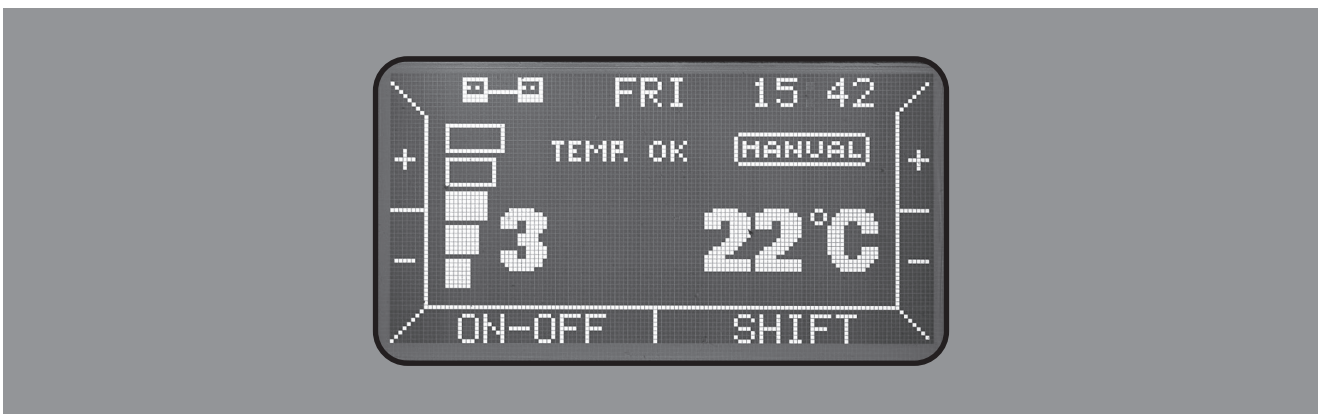 FRI 15 42
+ TEMP. OK MANUAL +
3 22°C
- -
ON-OFF SHIFT